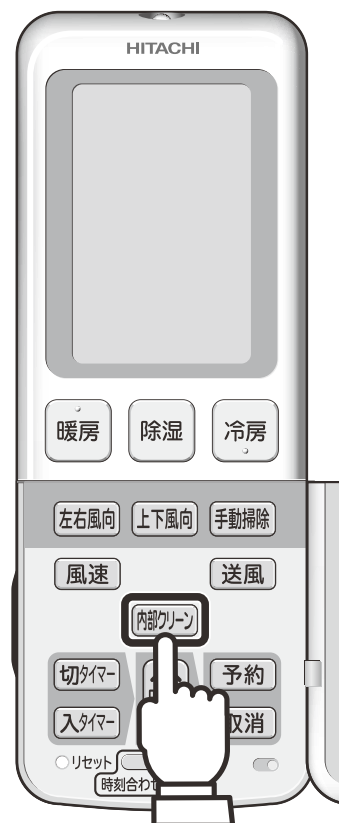 HITACHI
暖房 除湿 冷房
左右風向 上下風向 手動掃除
風速 送風
内部クリーン
切タイマー 予約
入タイマー 取消
リセット
時刻合わせ